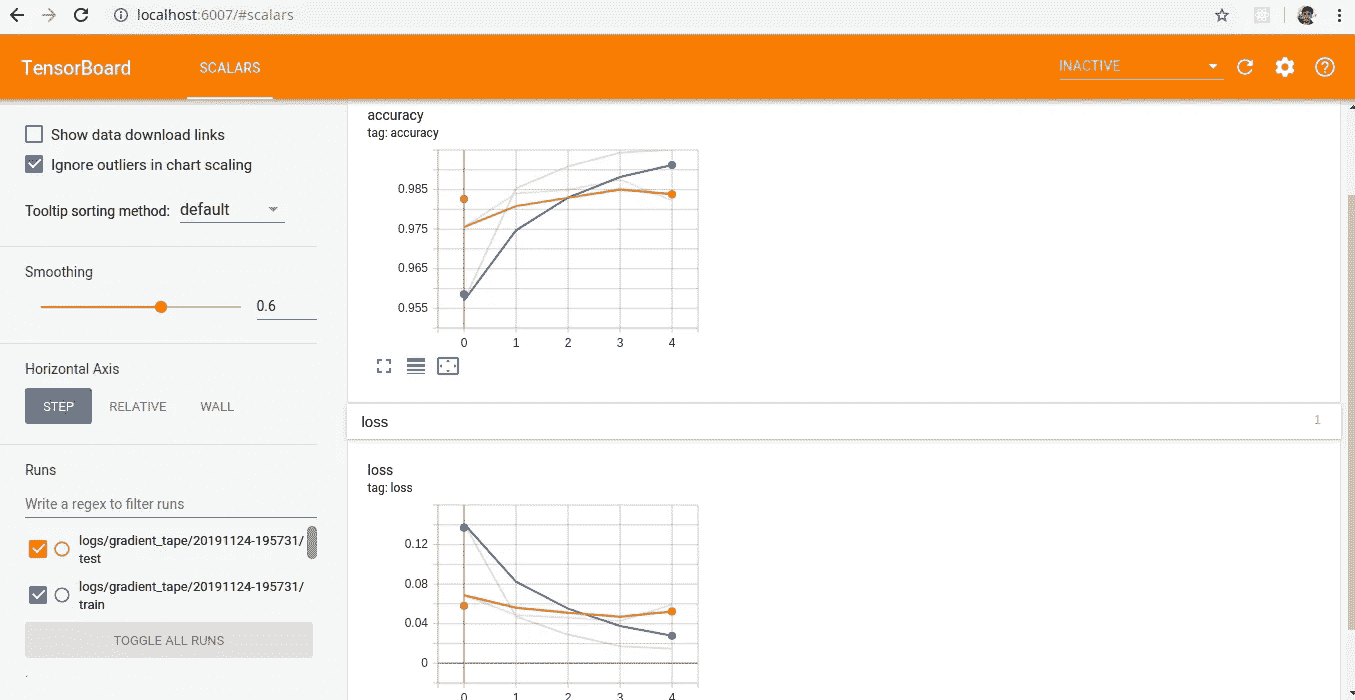 localhost:6007/#scalars
TensorBoard
SCALARS
INACTIVE
Show data download links
Ignore outliers in chart scaling
Tooltip sorting method: default
Smoothing
0.6
Horizontal Axis
STEP RELATIVE WALL
Runs
Write a regex to filter runs
logs/gradient_tape/20191124-195731/
test
logs/gradient_tape/20191124-195731/
train
TOGGLE ALL RUNS
accuracy
tag: accuracy
0.985
0.975
0.965
0.955
0 1 2 3 4
loss 1
loss
tag: loss
0.12
0.08
0.04
0
0 1 2 3 4